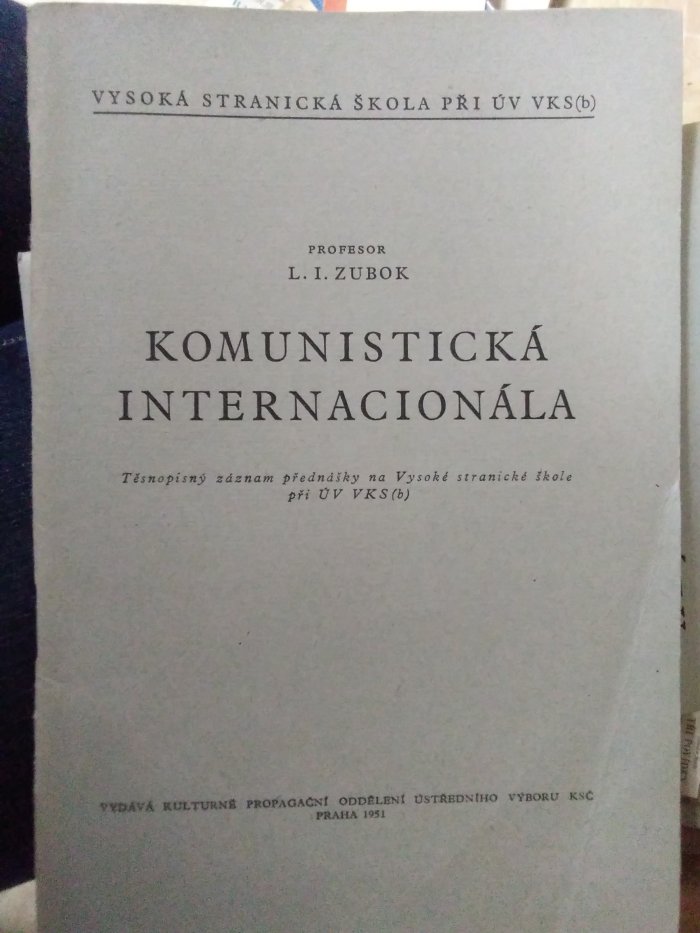 VYSOKÁ STRANICKÁ ŠKOLA PŘI ÚV VKS(b)
PROFESOR
L. I. ZUBOK
KOMUNISTICKÁ
INTERNACIONÁLA
Těsnopisný záznam přednášky na Vysoké stranické škole
při ÚV VKS(b)
VYDÁVÁ KULTURNĚ PROPAGAČNÍ ODDĚLENÍ ÚSTŘEDNÍHO VÝBORU KSČ
PRAHA 1951